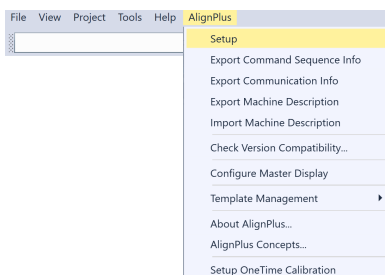 File View Project Tools Help AlignPlus
Setup
Export Command Sequence Info
Export Communication Info
Export Machine Description
Import Machine Description
Check Version Compatibility...
Configure Master Display
Template Management
About AlignPlus...
AlignPlus Concepts...
Setup OneTime Calibration